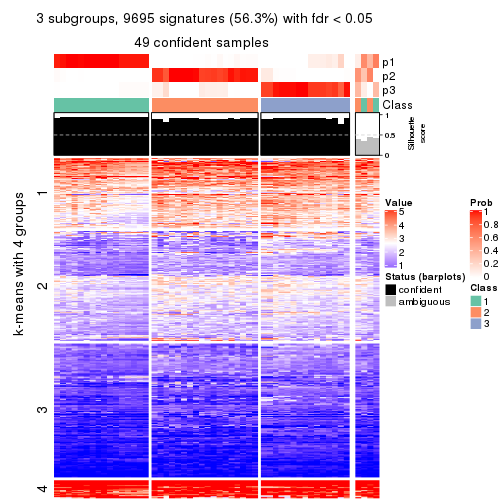 3 subgroups, 9695 signatures (56.3%) with fdr < 0.05
49 confident samples
p1
p2
p3
Class
1
0.5
0
Silhouette
score
k-means with 4 groups
1
2
3
4
Value
5
4
3
2
1
Status (barplots)
confident
ambiguous
Prob
1
0.8
0.6
0.4
0.2
0
Class
1
2
3